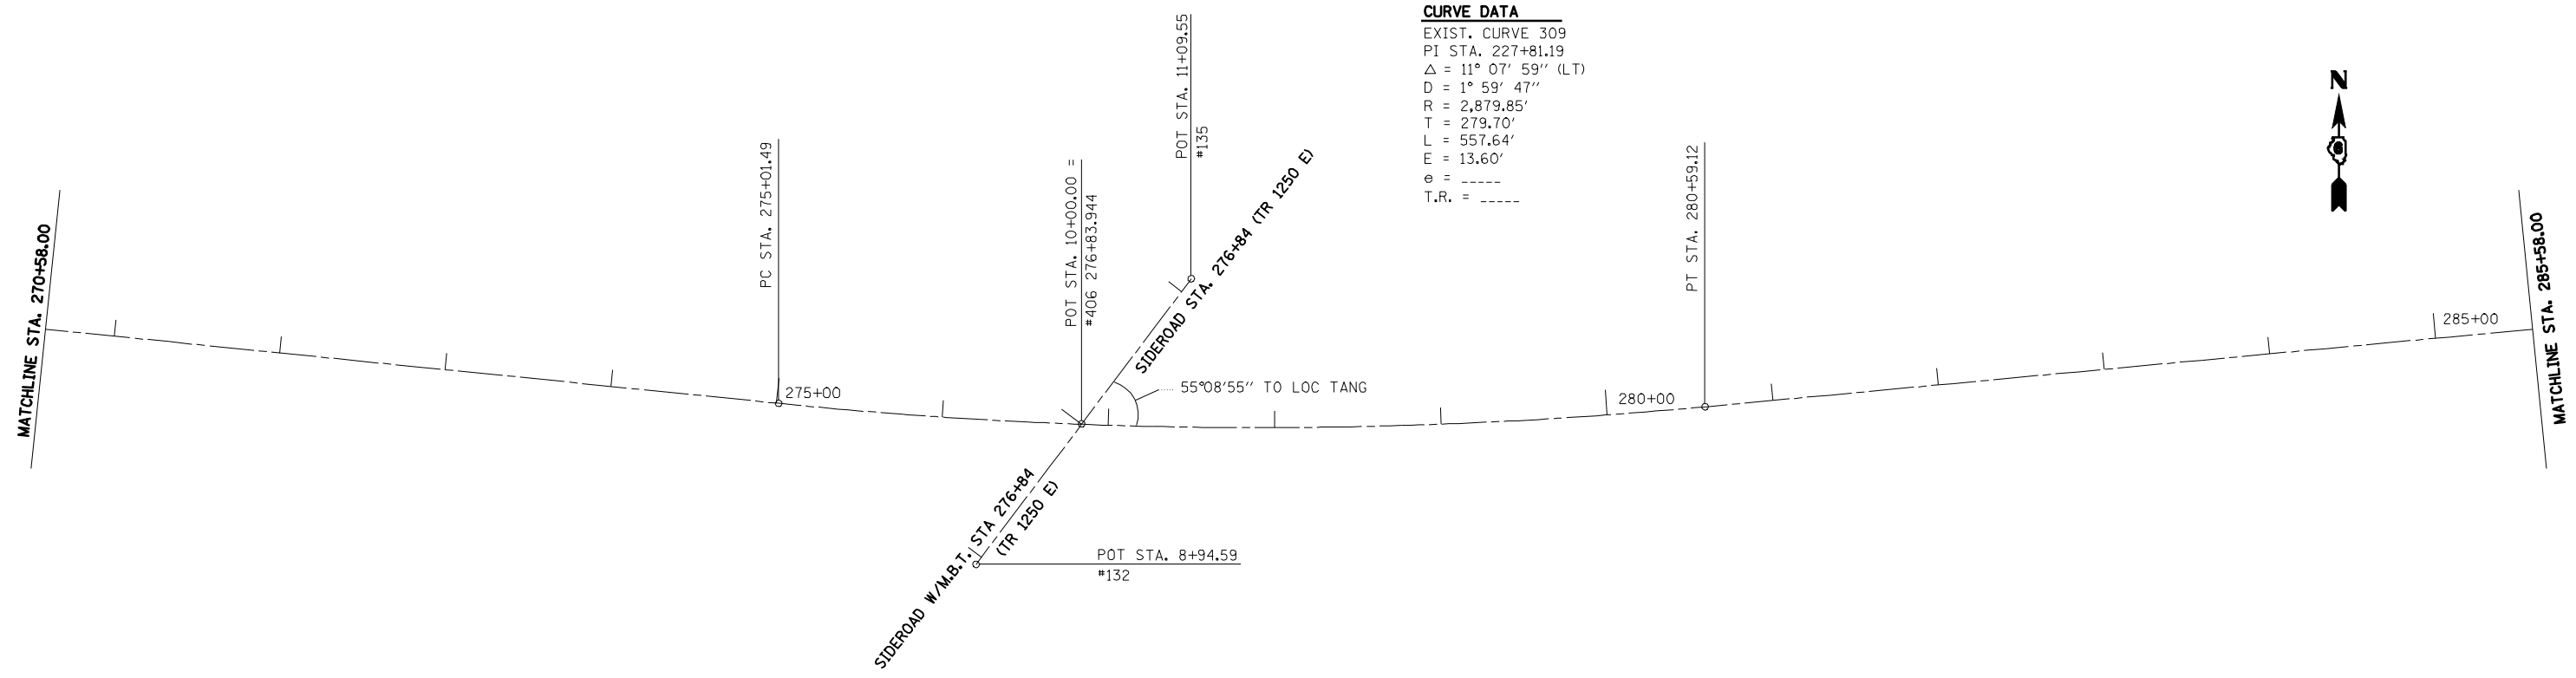 CURVE DATA
EXIST. CURVE 309
PI STA. 227+81.19
△ = 11° 07′ 59″ (LT)
D = 1° 59′ 47″
R = 2,879.85′
T = 279.70′
L = 557.64′
E = 13.60′
e = _____
T.R. = _____
N
MATCHLINE STA. 270+58.00
PC STA. 275+01.49
275+00
POT STA. 10+00.00 =
#406 276+83.944
POT STA. 11+09.55
#135
SIDEROAD STA. 276+84 (TR 1250 E)
55°08′55″ TO LOC TANG
SIDEROAD W/M.B.T. STA 276+84
(TR 1250 E)
POT STA. 8+94.59
#132
PT STA. 280+59.12
280+00
285+00
MATCHLINE STA. 285+58.00